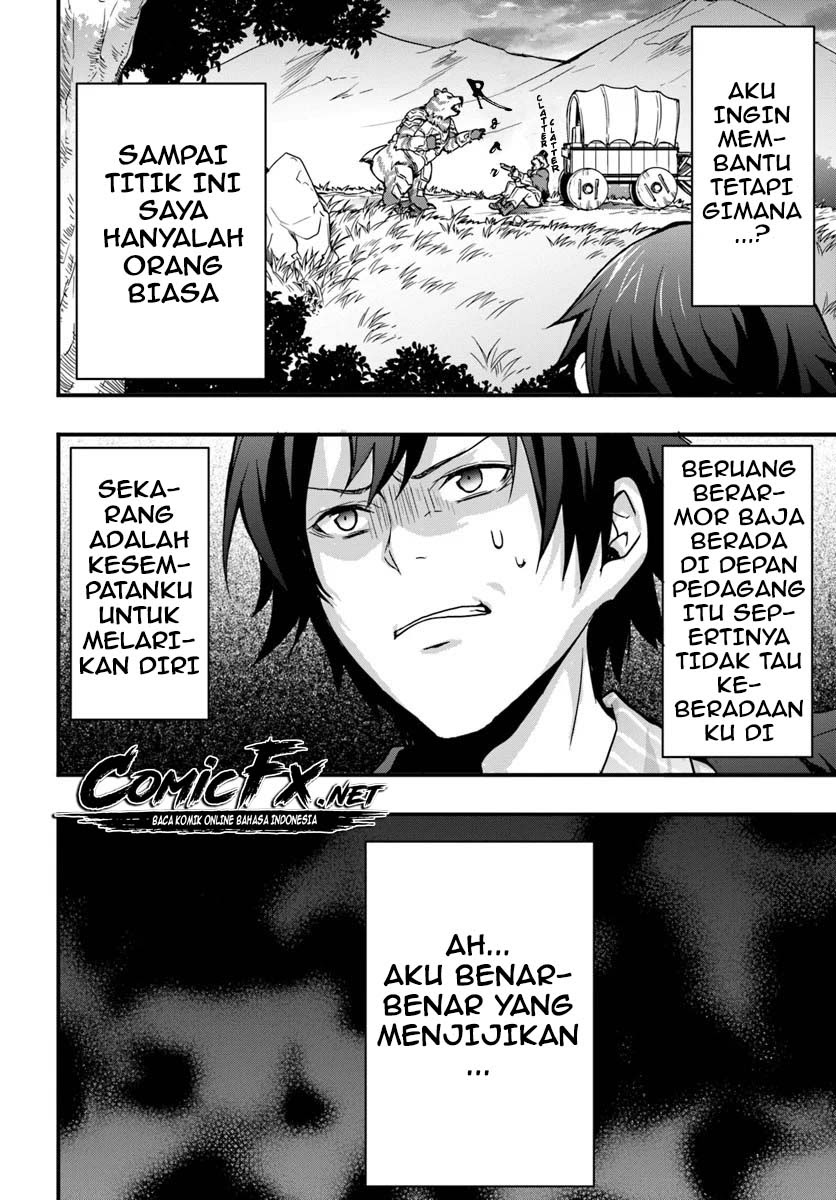 AKU
INGIN
MEM-
BANTU
TETAPI
GIMANA
...?
CLATTER
CLATTER
SAMPAI
TITIK INI
SAYA
HANYALAH
ORANG
BIASA
BERUANG
BERAR-
MOR BAJA
BERADA
DI DEPAN
PEDAGANG
ITU SEP-
ERTINYA
TIDAK TAU
KE-
BERADAAN
KU DI
SEKA-
RANG
ADALAH
KESEM-
PATANKU
UNTUK
MELARI-
KAN DIRI
COMICFX.NET
BACA KOMIK ONLINE BAHASA INDONESIA
AH...
AKU BENAR-
BENAR YANG
MENJIJIKAN
...